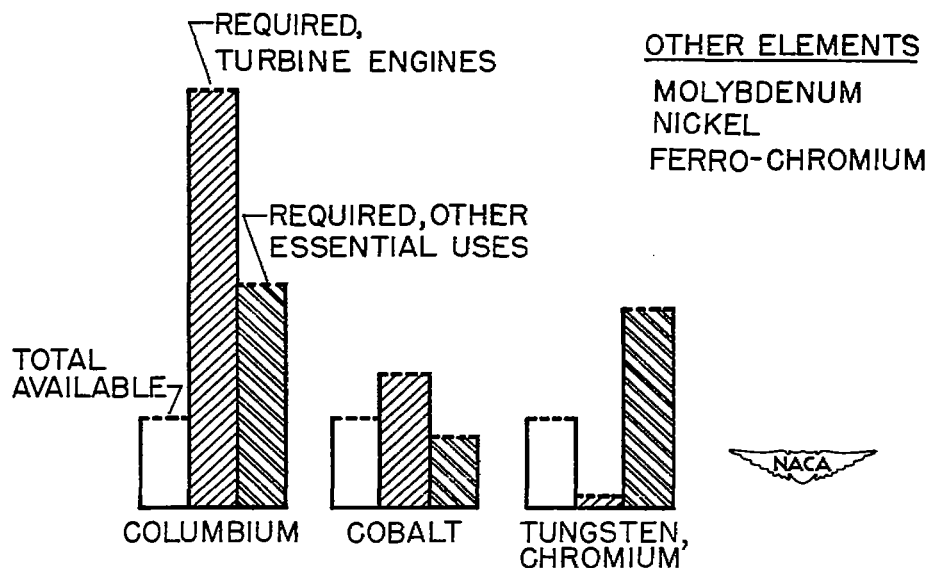 REQUIRED,
TURBINE ENGINES
OTHER ELEMENTS
MOLYBDENUM
NICKEL
FERRO-CHROMIUM
REQUIRED, OTHER
ESSENTIAL USES
TOTAL
AVAILABLE
NACA
COLUMBIUM
COBALT
TUNGSTEN,
CHROMIUM